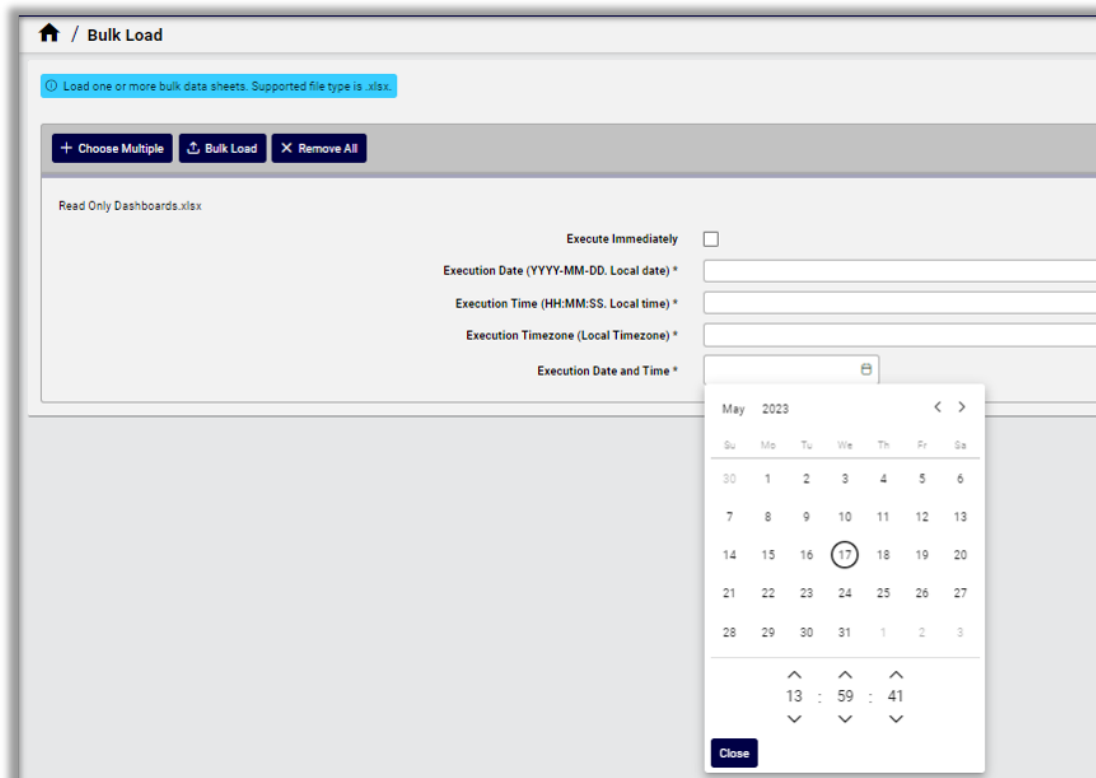 / Bulk Load
Load one or more bulk data sheets. Supported file type is .xlsx.
Choose Multiple Bulk Load Remove All
Read Only Dashboards.xlsx
Execute Immediately
Execution Date (YYYY-MM-DD. Local date) *
Execution Time (HH:MM:SS. Local time) *
Execution Timezone (Local Timezone) *
Execution Date and Time *
May 2023
Su Mo Tu We Th Fr Sa
30 1 2 3 4 5 6
7 8 9 10 11 12 13
14 15 16 17 18 19 20
21 22 23 24 25 26 27
28 29 30 31 1 2 3
13 : 59 : 41
Close